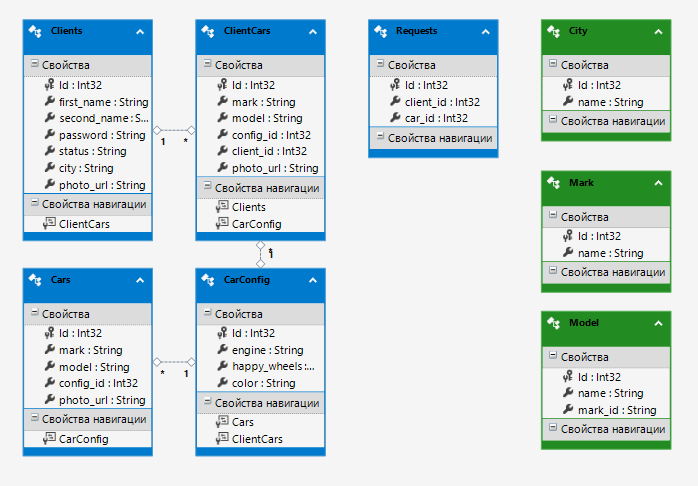 Clients
Свойства
Id : Int32
first_name : String
second_name : S...
password : String
status : String
city : String
photo_url : String
Свойства навигации
ClientCars
1
*
ClientCars
Свойства
Id : Int32
mark : String
model : String
config_id : Int32
client_id : Int32
photo_url : String
Свойства навигации
Clients
CarConfig
*
1
Requests
Свойства
Id : Int32
client_id : Int32
car_id : Int32
Свойства навигации
City
Свойства
Id : Int32
name : String
Свойства навигации
Mark
Свойства
Id : Int32
name : String
Свойства навигации
Cars
Свойства
Id : Int32
mark : String
model : String
config_id : Int32
photo_url : String
Свойства навигации
CarConfig
*
1
CarConfig
Свойства
Id : Int32
engine : String
happy_wheels :...
color : String
Свойства навигации
Cars
ClientCars
Model
Свойства
Id : Int32
name : String
mark_id : String
Свойства навигации